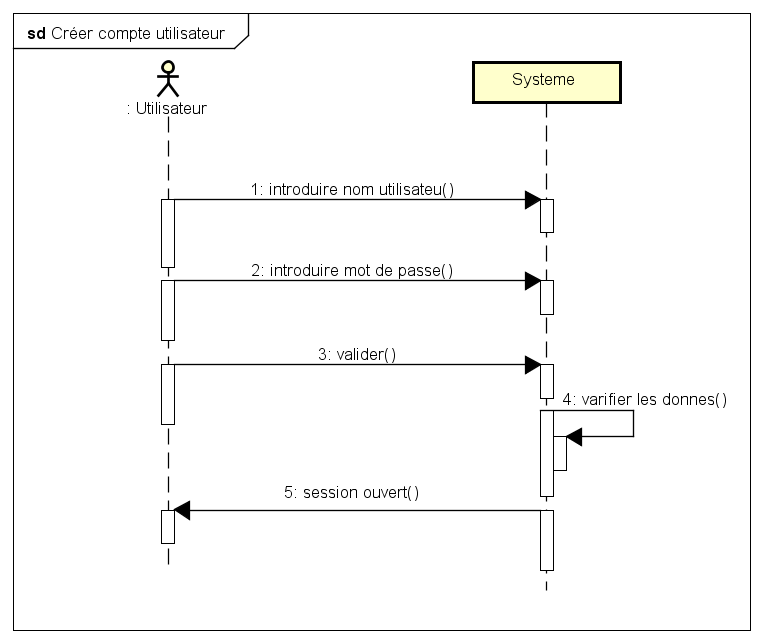 sd Créer compte utilisateur
: Utilisateur
Systeme
1: introduire nom utilisateu()
2: introduire mot de passe()
3: valider()
4: varifier les donnes()
5: session ouvert()